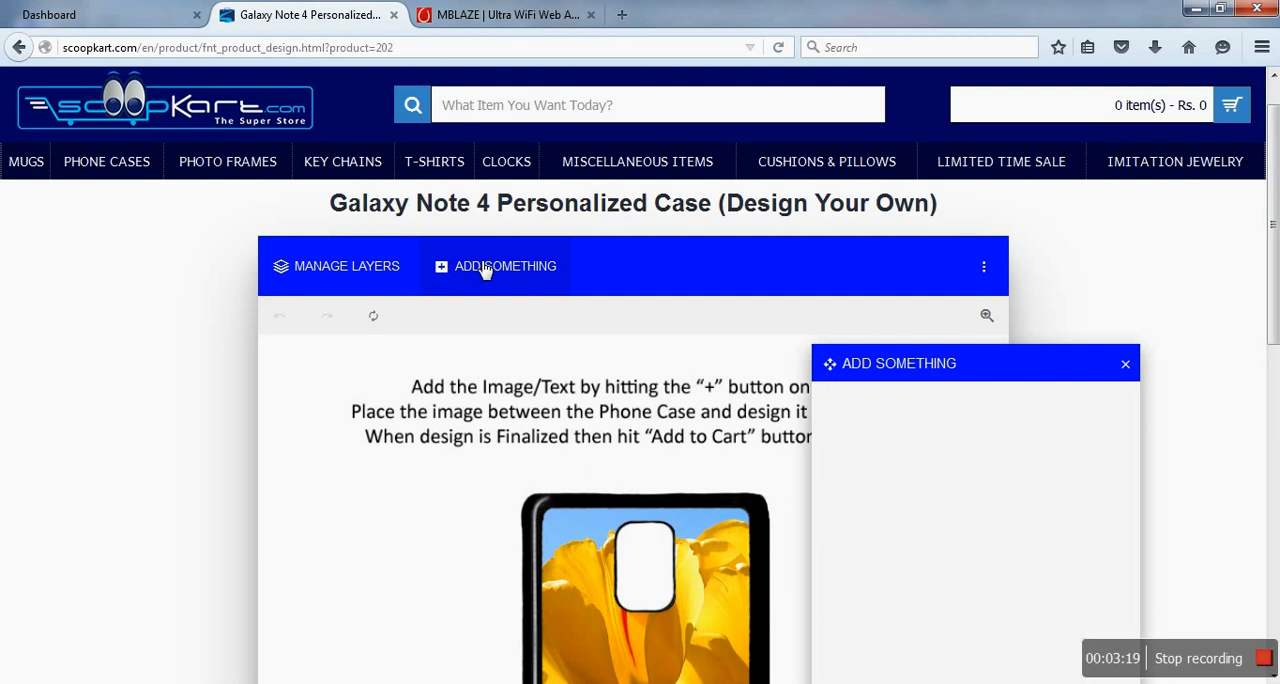 Dashboard
Galaxy Note 4 Personalized...
MBLAZE | Ultra WiFi Web A...
scoopkart.com/en/product/fnt_product_design.html?product=202
Search
scoopkart.com
The Super Store
What Item You Want Today?
0 item(s) - Rs. 0
MUGS
PHONE CASES
PHOTO FRAMES
KEY CHAINS
T-SHIRTS
CLOCKS
MISCELLANEOUS ITEMS
CUSHIONS & PILLOWS
LIMITED TIME SALE
IMITATION JEWELRY
Galaxy Note 4 Personalized Case (Design Your Own)
MANAGE LAYERS
ADD SOMETHING
ADD SOMETHING
Add the Image/Text by hitting the “+” button on
Place the image between the Phone Case and design it
When design is Finalized then hit “Add to Cart” button
00:03:19
Stop recording